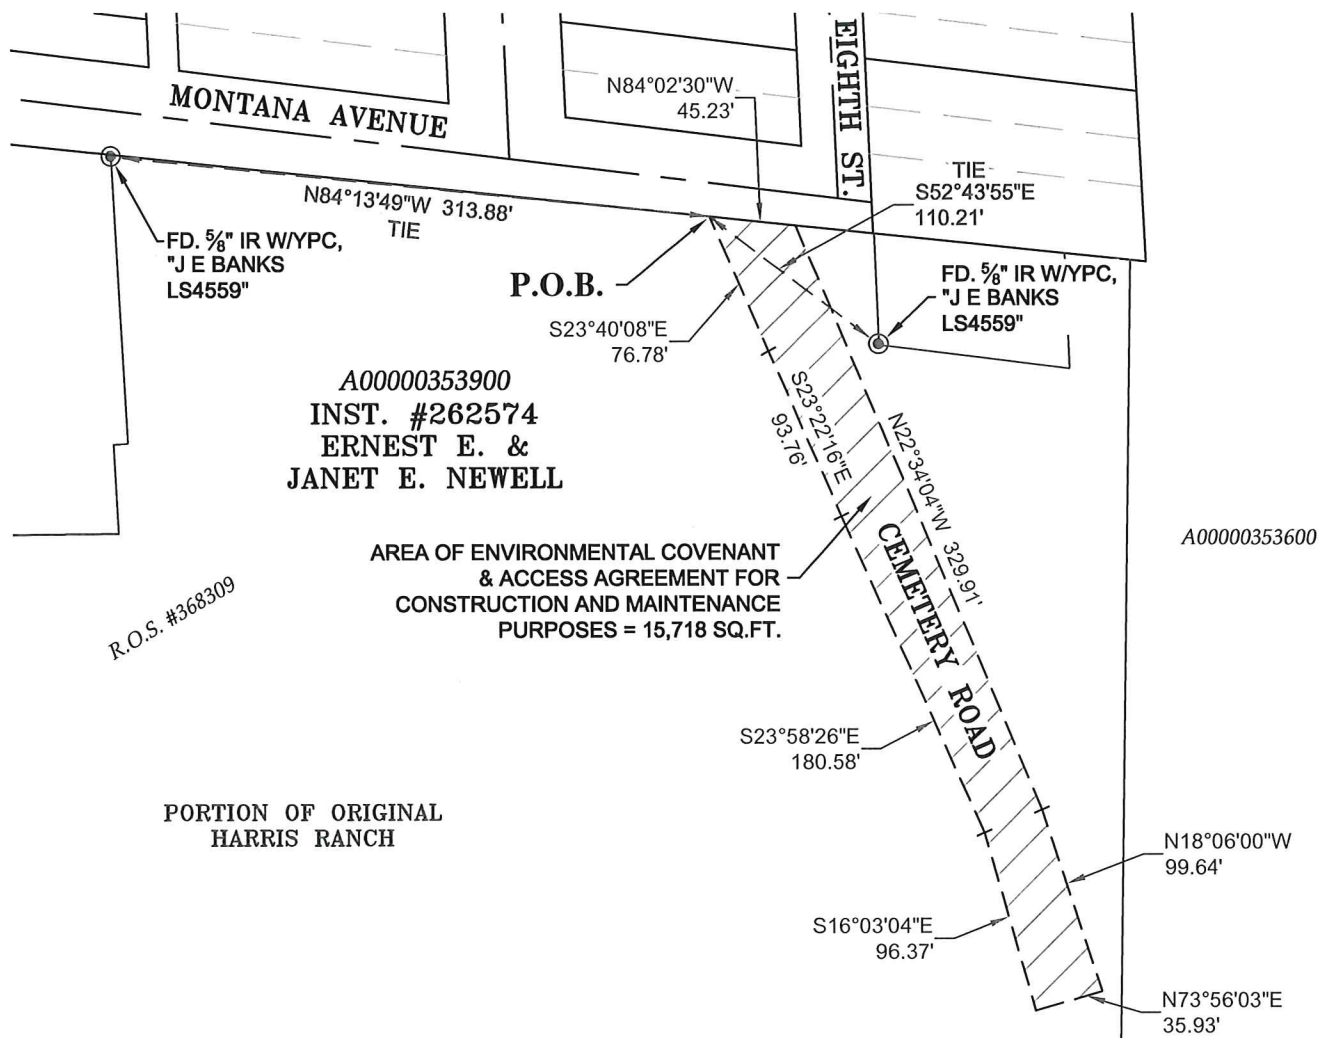 MONTANA AVENUE
EIGHTH ST.
N84°02'30"W
45.23'
TIE
S52°43'55"E
110.21'
N84°13'49"W 313.88'
TIE
FD. ⅝" IR W/YPC,
"J E BANKS
LS4559"
P.O.B.
FD. ⅝" IR W/YPC,
"J E BANKS
LS4559"
S23°40'08"E
76.78'
A00000353900
INST. #262574
ERNEST E. &
JANET E. NEWELL
S23°22'16"E
93.76'
N22°34'04"W 329.91'
CEMETERY ROAD
A00000353600
AREA OF ENVIRONMENTAL COVENANT
& ACCESS AGREEMENT FOR
CONSTRUCTION AND MAINTENANCE
PURPOSES = 15,718 SQ.FT.
R.O.S. #368309
S23°58'26"E
180.58'
PORTION OF ORIGINAL
HARRIS RANCH
N18°06'00"W
99.64'
S16°03'04"E
96.37'
N73°56'03"E
35.93'